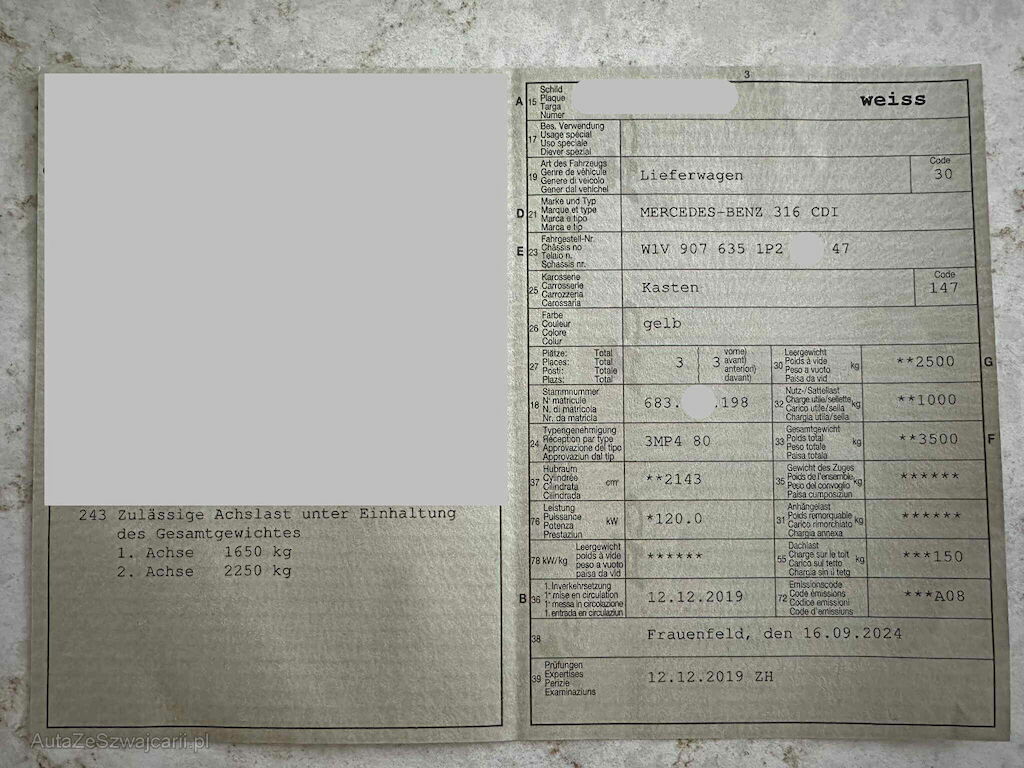 243 Zulässige Achslast unter Einhaltung
des Gesamtgewichtes
1. Achse 1650 kg
2. Achse 2250 kg
3
A 15 Schild
Plaque
Targa
Numer
weiss
17 Bes. Verwendung
Usage spécial
Uso speciale
Diever spezial
19 Art des Fahrzeugs
Genre de véhicule
Genere di veicolo
Gener dal vehichel
Lieferwagen
Code
30
D 21 Marke und Typ
Marque et type
Marca e tipo
Marca e tip
MERCEDES-BENZ 316 CDI
E 23 Fahrgestell-Nr.
Châssis no
Telaio n.
Schassis nr.
W1V 907 635 1P2 47
25 Karosserie
Carrosserie
Carrozzeria
Carossaria
Kasten
Code
147
26 Farbe
Couleur
Colore
Colur
gelb
27 Plätze: Total
Places: Total
Posti: Totale
Plazs: Total
3 ( 3 vorne)
avant)
anteriori)
davant)
30 Leergewicht
Poids à vide
Peso a vuoto
Paisa da vid
kg
**2500 G
18 Stammnummer
N° matricule
N. di matricola
Nr. da matricla
683. .198
32 Nutz-/Sattellast
Charge utile/sellette
Carico utile/sella
Chargia utila/sella
kg
**1000
24 Typengenehmigung
Réception par type
Approvazione del tipo
Approvaziun dal tip
3MP4 80
33 Gesamtgewicht
Poids total
Peso totale
Paisa totala
kg
**3500 F
37 Hubraum
Cylindrée
Cilindrata
Cilindrada
cm³
**2143
35 Gewicht des Zuges
Poids de l'ensemble
Peso del convoglio
Paisa cumposiziun
kg
******
76 Leistung
Puissance
Potenza
Prestaziun
kW
*120.0
31 Anhängelast
Poids remorquable
Carico rimorchiato
Chargia annexa
kg
******
78 kW/kg Leergewicht
poids à vide
peso a vuoto
paisa da vid
******
55 Dachlast
Charge sur le toit
Carico sul tetto
Chargia sin il tetg
kg
***150
B 36 1. Inverkehrsetzung
1re mise en circulation
1a messa in circolazione
1. entrada en circulaziun
12.12.2019
72 Emissionscode
Code émissions
Codice emissioni
Code d'emissiuns
***A08
38 Frauenfeld, den 16.09.2024
39 Prüfungen
Expertises
Perizie
Examinaziuns
12.12.2019 ZH
AutaZeSzwajcarii.pl